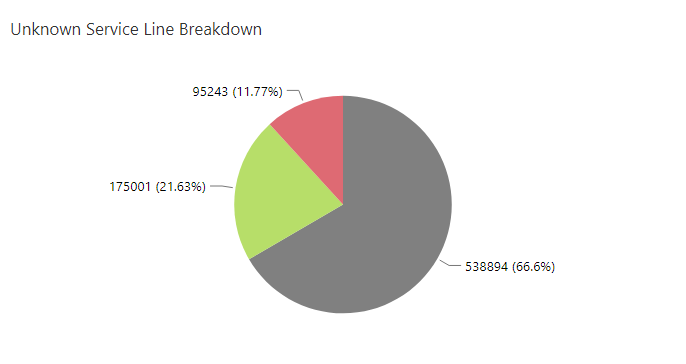 Unknown Service Line Breakdown
95243 (11.77%)
175001 (21.63%)
538894 (66.6%)